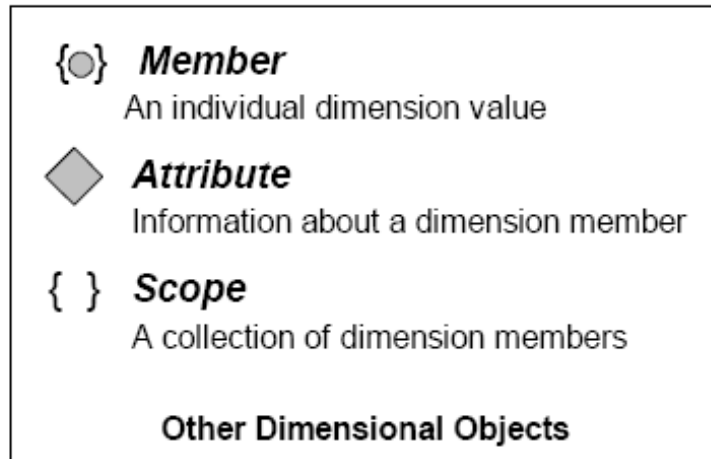 { } Member
An individual dimension value
Attribute
Information about a dimension member
{ } Scope
A collection of dimension members
Other Dimensional Objects